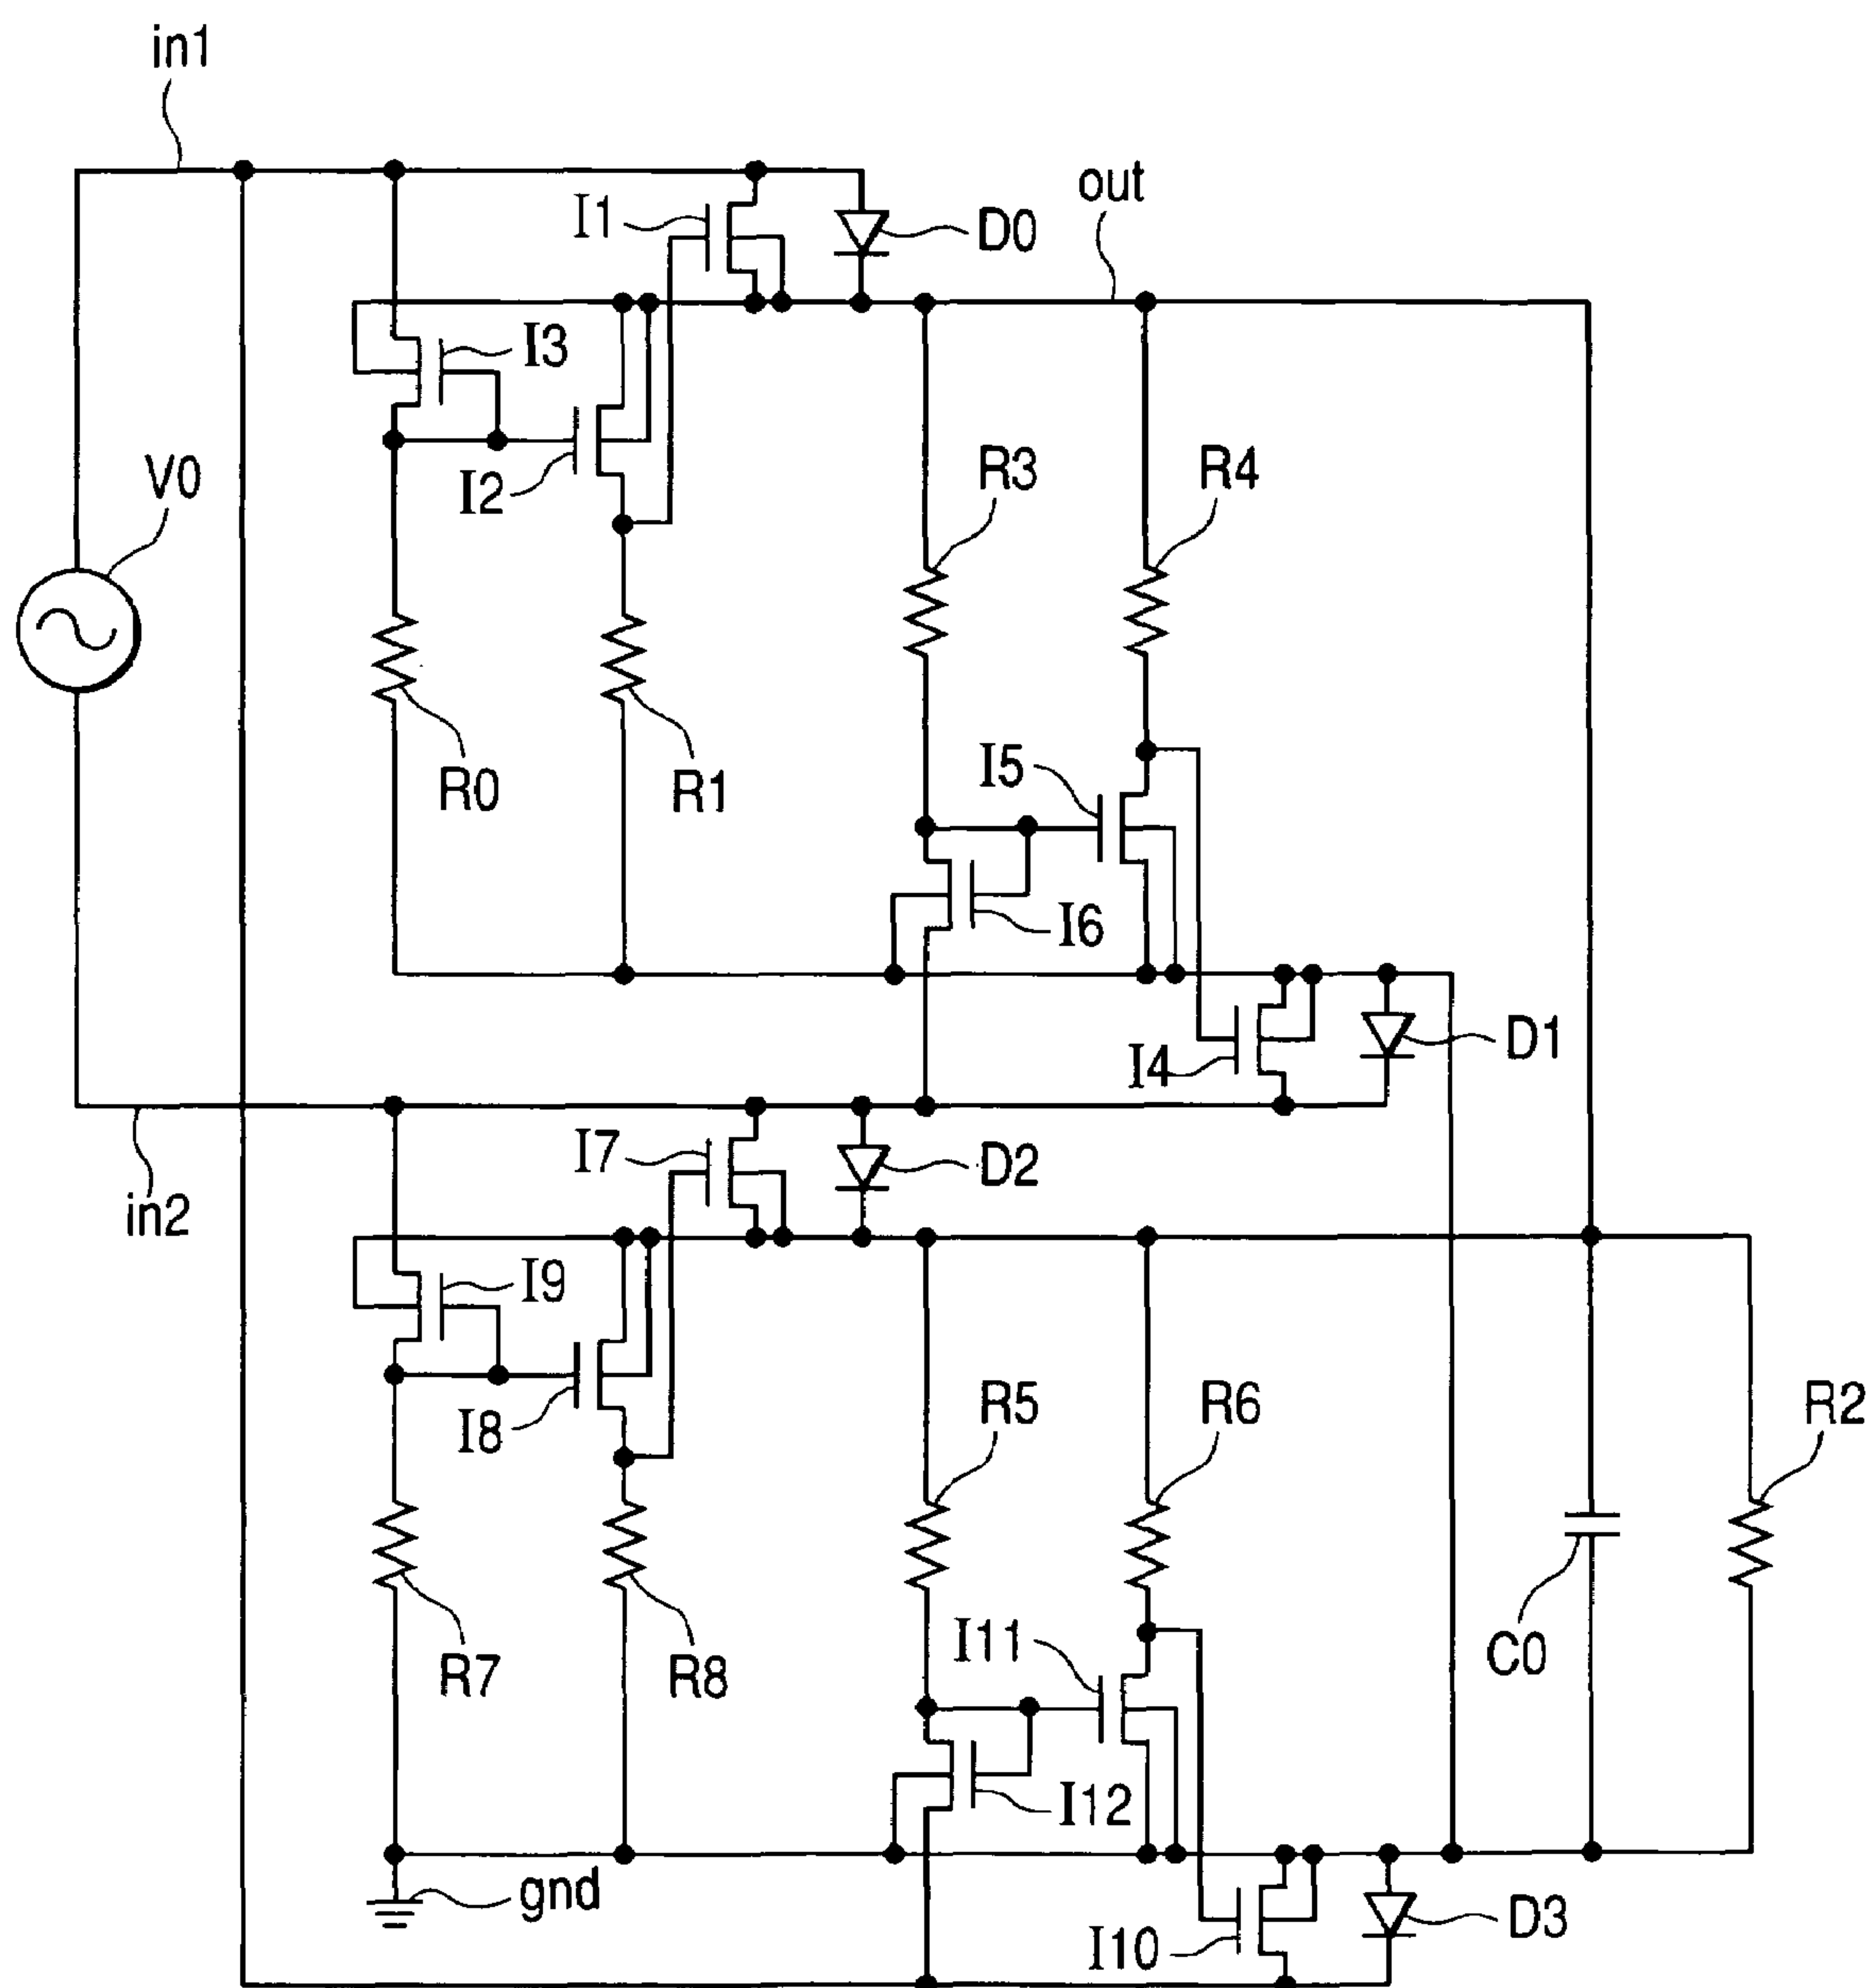 in1
out
I1
D0
I3
I2
V0
R3
R4
R0
R1
I5
I6
I4
D1
in2
I7
D2
I9
I8
R5
R6
R2
R7
R8
I11
C0
I12
gnd
I10
D3